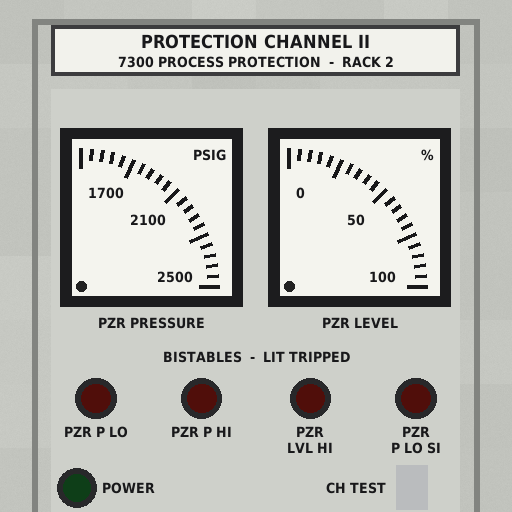 PROTECTION CHANNEL II
7300 PROCESS PROTECTION - RACK 2
PSIG
1700
2100
2500
PZR PRESSURE
%
0
50
100
PZR LEVEL
BISTABLES - LIT TRIPPED
PZR P LO
PZR P HI
PZR
LVL HI
PZR
P LO SI
POWER
CH TEST